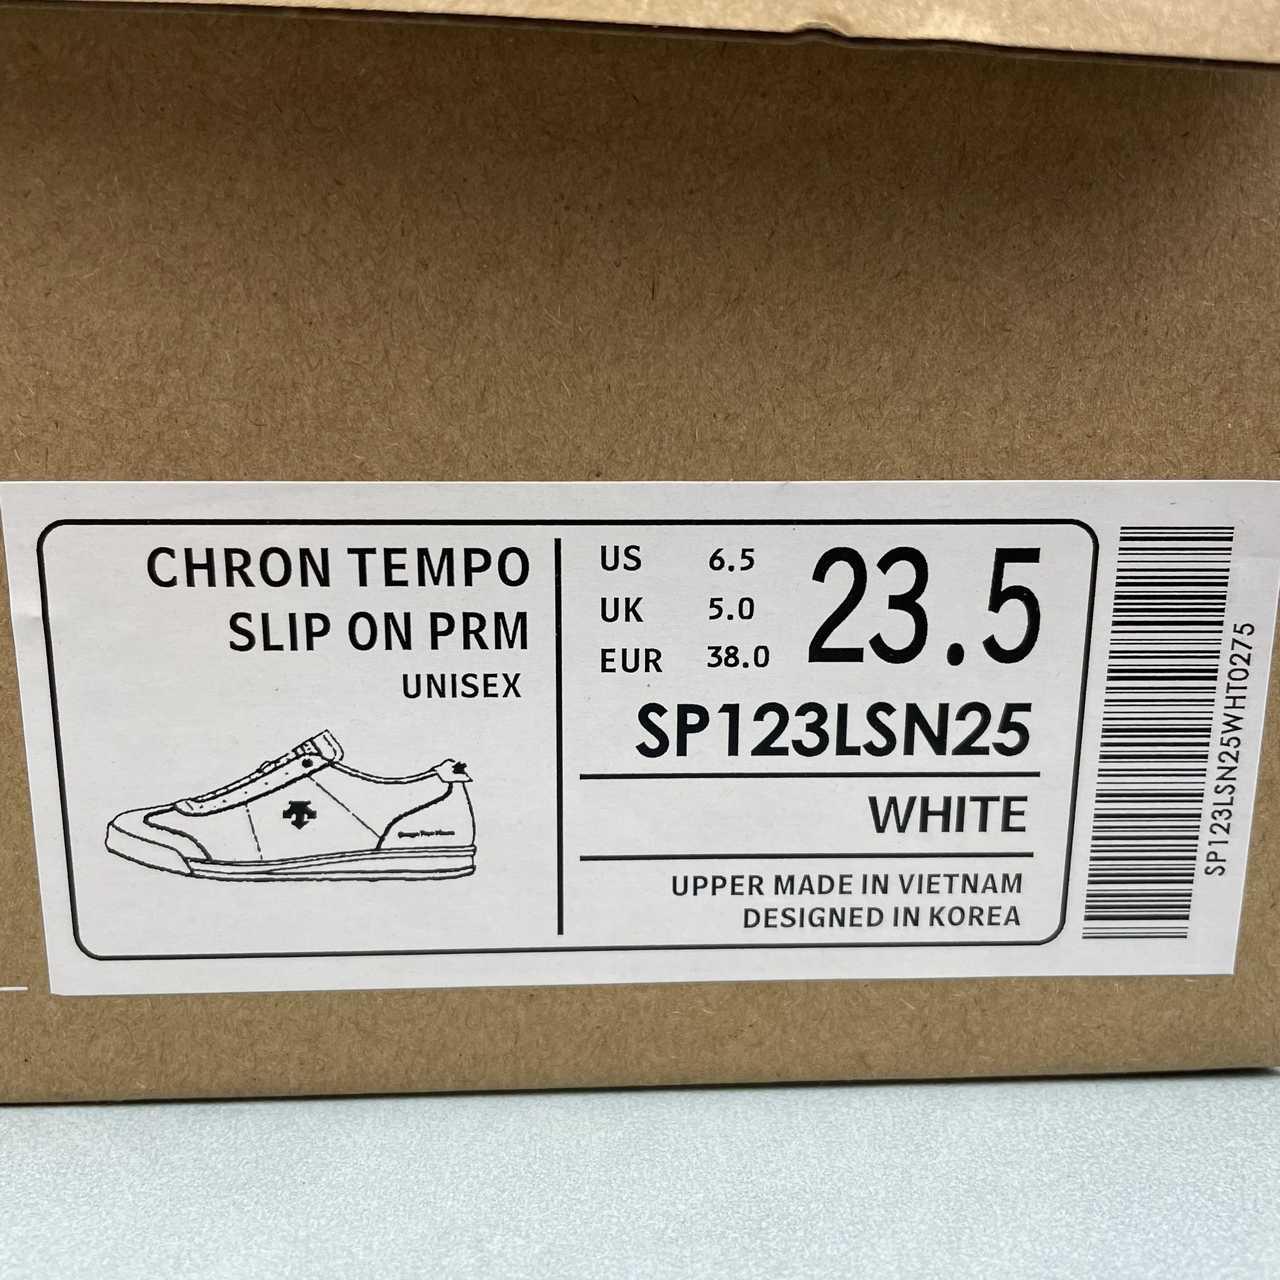 CHRON TEMPO
SLIP ON PRM
UNISEX
US 6.5
UK 5.0
EUR 38.0
23.5
SP123LSN25
WHITE
UPPER MADE IN VIETNAM
DESIGNED IN KOREA
SP123LSN25WHT0275